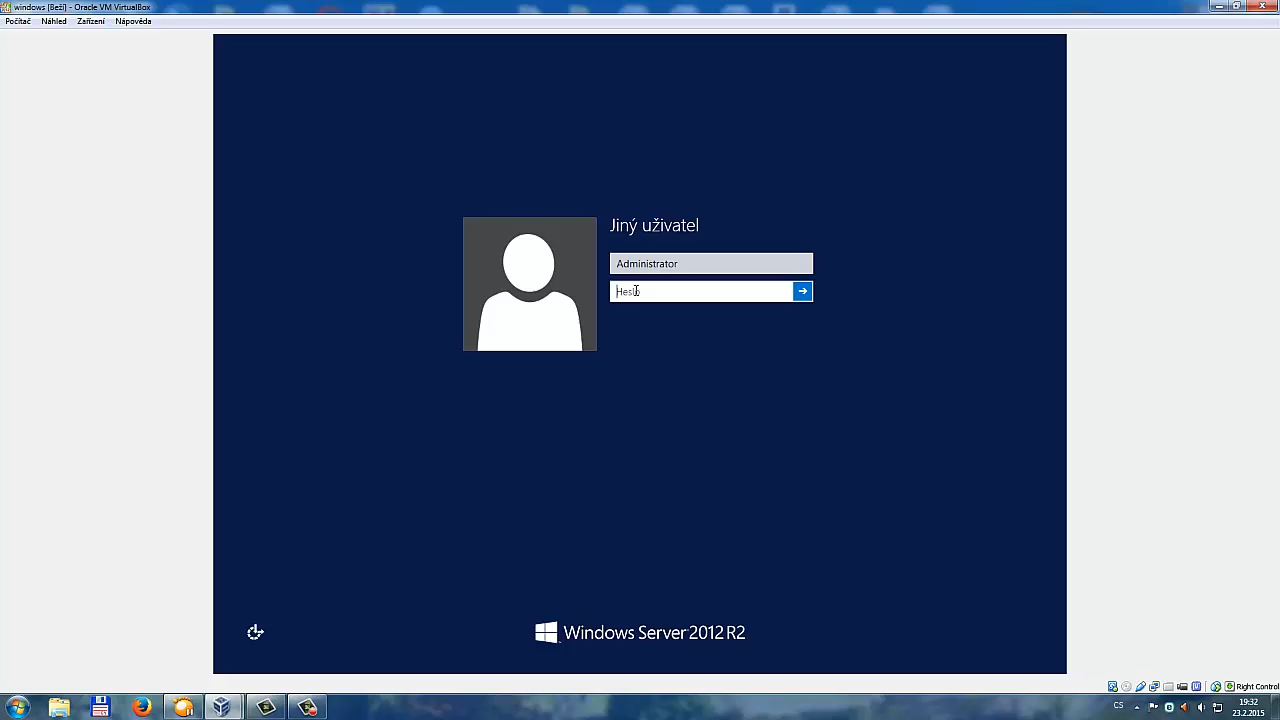 windows [Beží] - Oracle VM VirtualBox
Počítač Náhled Zařízení Nápověda
Jiný uživatel
Administrator
Heslo
Windows Server 2012 R2
Right Control
CS
19:32
23.2.2015